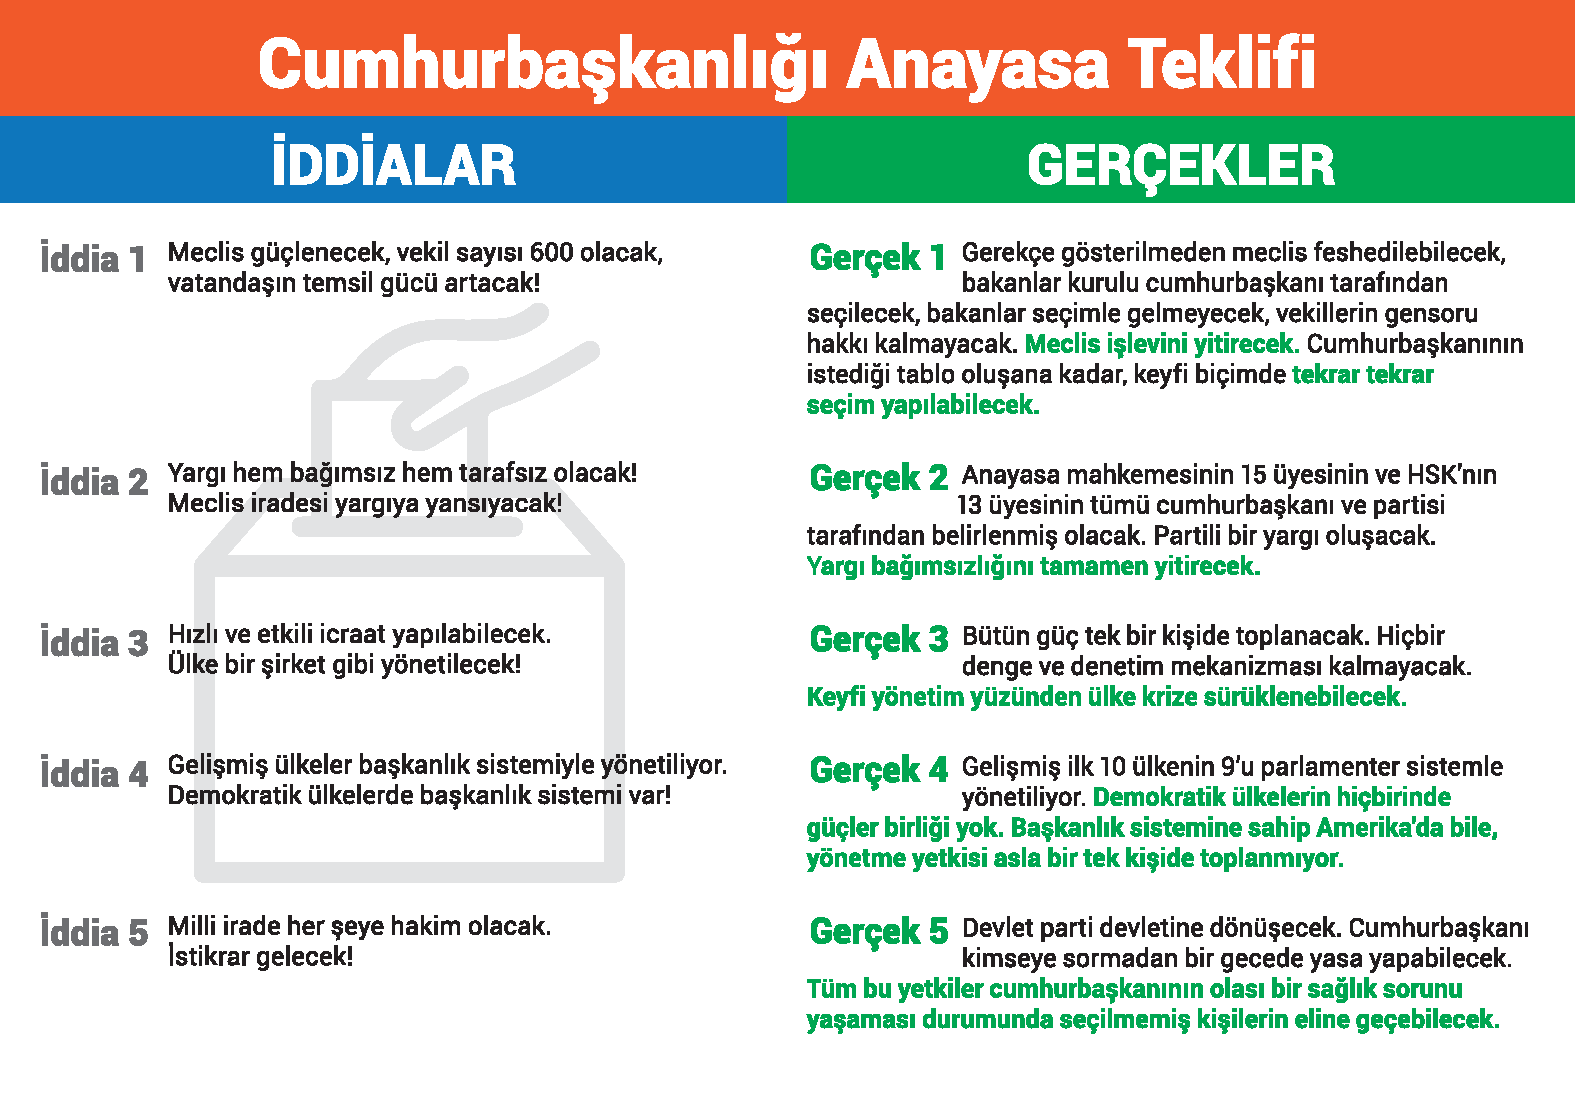 Cumhurbaşkanlığı Anayasa Teklifi
İDDİALAR
GERÇEKLER
İddia 1 Meclis güçlenecek, vekil sayısı 600 olacak,
vatandaşın temsil gücü artacak!
Gerçek 1 Gerekçe gösterilmeden meclis feshedilebilecek,
bakanlar kurulu cumhurbaşkanı tarafından
seçilecek, bakanlar seçimle gelmeyecek, vekillerin gensoru
hakkı kalmayacak. Meclis işlevini yitirecek. Cumhurbaşkanının
istediği tablo oluşana kadar, keyfi biçimde tekrar tekrar
seçim yapılabilecek.
İddia 2 Yargı hem bağımsız hem tarafsız olacak!
Meclis iradesi yargıya yansıyacak!
Gerçek 2 Anayasa mahkemesinin 15 üyesinin ve HSK'nın
13 üyesinin tümü cumhurbaşkanı ve partisi
tarafından belirlenmiş olacak. Partili bir yargı oluşacak.
Yargı bağımsızlığını tamamen yitirecek.
İddia 3 Hızlı ve etkili icraat yapılabilecek.
Ülke bir şirket gibi yönetilecek!
Gerçek 3 Bütün güç tek bir kişide toplanacak. Hiçbir
denge ve denetim mekanizması kalmayacak.
Keyfi yönetim yüzünden ülke krize sürüklenebilecek.
İddia 4 Gelişmiş ülkeler başkanlık sistemiyle yönetiliyor.
Demokratik ülkelerde başkanlık sistemi var!
Gerçek 4 Gelişmiş ilk 10 ülkenin 9'u parlamenter sistemle
yönetiliyor. Demokratik ülkelerin hiçbirinde
güçler birliği yok. Başkanlık sistemine sahip Amerika'da bile,
yönetme yetkisi asla bir tek kişide toplanmıyor.
İddia 5 Milli irade her şeye hakim olacak.
İstikrar gelecek!
Gerçek 5 Devlet parti devletine dönüşecek. Cumhurbaşkanı
kimseye sormadan bir gecede yasa yapabilecek.
Tüm bu yetkiler cumhurbaşkanının olası bir sağlık sorunu
yaşaması durumunda seçilmemiş kişilerin eline geçebilecek.